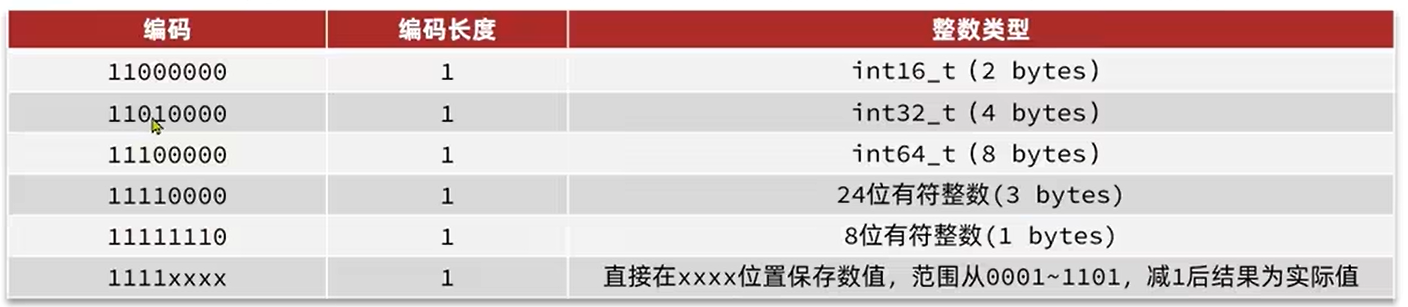 编码 编码长度 整数类型
11000000 1 int16_t (2 bytes)
11010000 1 int32_t (4 bytes)
11100000 1 int64_t (8 bytes)
11110000 1 24位有符整数(3 bytes)
11111110 1 8位有符整数(1 bytes)
1111xxxx 1 直接在xxxx位置保存数值，范围从0001~1101，减1后结果为实际值